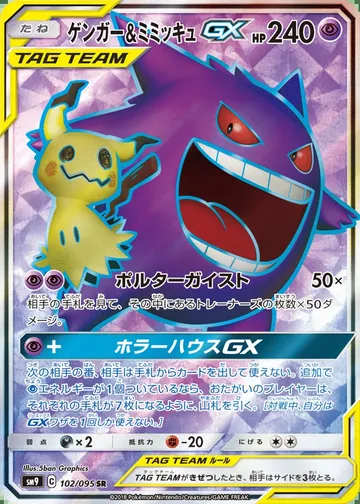 たね
ゲンガー&ミミッキュGX HP240
TAG TEAM
TAG TEAM
ポルターガイスト 50×
相手の手札を見て、その中にあるトレーナーズの枚数×50ダ
メージ。
+ ホラーハウスGX
次の相手の番、相手は手札からカードを出して使えない。追加で
エネルギーが1個ついているなら、おたがいのプレイヤーは、
それぞれの手札が7枚になるように、山札を引く。［対戦中、自分は
GXワザを1回しか使えない。］
Illus.5ban Graphics
弱点 ×2 抵抗力 -20 にげる
SM9 C 102/095 SR
TAG TEAM ルール
TAG TEAMがきぜつしたとき、相手はサイドを3枚とる。
©2018 Pokémon/Nintendo/Creatures/GAME FREAK